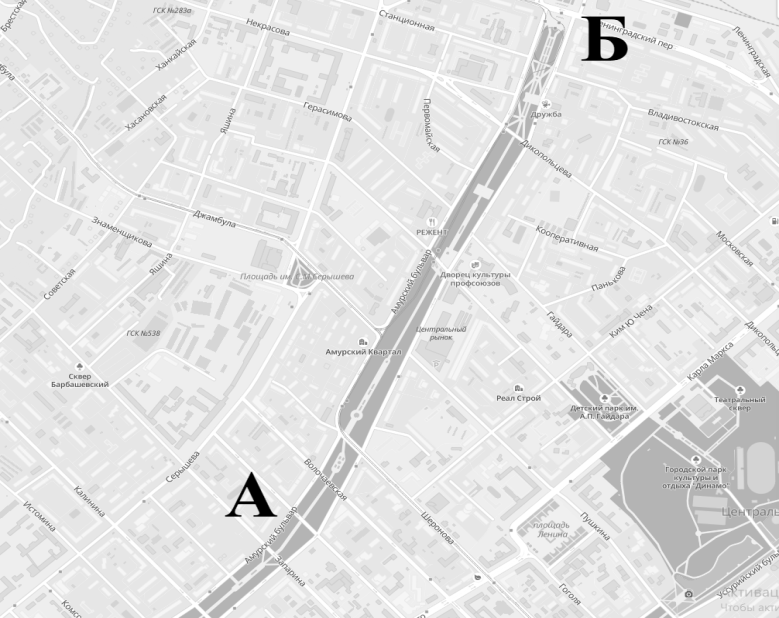 Брестская
ГСК №283а
Станционная
Ленинградский пер
Б
Ленинградская
Некрасова
Ханкайская
Хасановская
Яшина
Герасимова
Первомайская
Дружба
Владивостокская
ГСК №36
Дикопольцева
Джамбула
Знаменщикова
РЕЖЕНТ
Кооперативная
Московская
Советская
Яшина
Площадь им. С.М.Серышева
Амурский бульвар
Дворец культуры
профсоюзов
Панькова
ГСК №538
Центральный
рынок
Гайдара
Ким Ю Чена
Амурский Квартал
Карла Маркса
Сквер
Барбашевский
Реал Строй
Детский парк им.
А.П. Гайдара
Театральный
сквер
Серышева
Волочаевская
Городской парк
культуры и
отдыха "Динамо"
А
Калинина
Истомина
Амурский бульвар
Шеронова
площадь
Ленина
Пушкина
Запарина
Гоголя